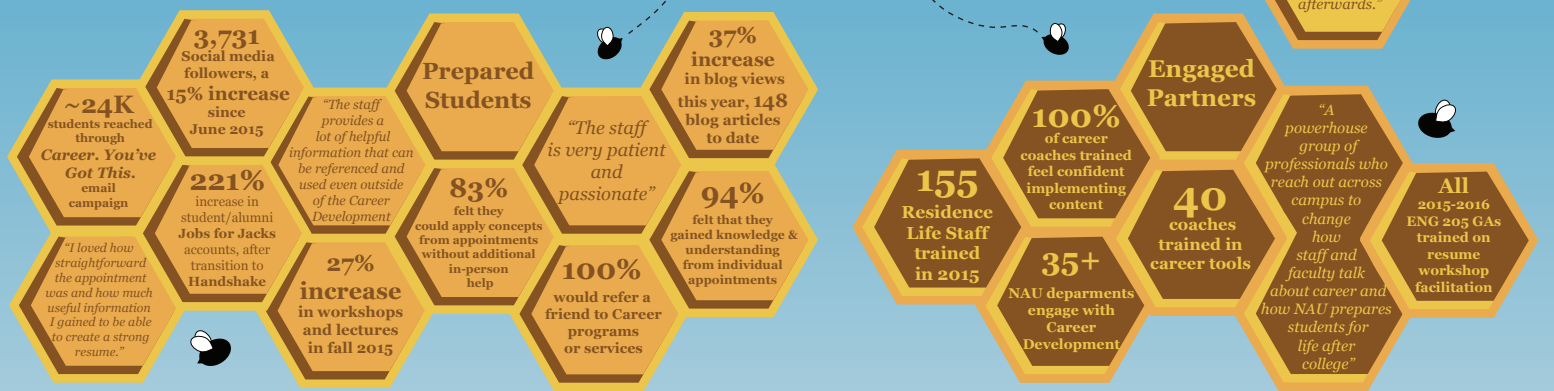 afterwards."
3,731
Social media
followers, a
15% increase
since
June 2015
~24K
students reached
through
Career. You've
Got This.
email
campaign
"The staff
provides a
lot of helpful
information that can
be referenced and
used even outside
of the Career
Development
Prepared
Students
"The staff
is very patient
and
passionate"
37%
increase
in blog views
this year, 148
blog articles
to date
221%
increase in
student/alumni
Jobs for Jacks
accounts, after
transition to
Handshake
83%
felt they
could apply concepts
from appointments
without additional
in-person
help
94%
felt that they
gained knowledge &
understanding
from individual
appointments
"I loved how
straightforward
the appointment
was and how much
useful information
I gained to be able
to create a strong
resume."
27%
increase
in workshops
and lectures
in fall 2015
100%
would refer a
friend to Career
programs
or services
Engaged
Partners
100%
of career
coaches trained
feel confident
implementing
content
155
Residence
Life Staff
trained
in 2015
40
coaches
trained in
career tools
35+
NAU deparments
engage with
Career
Development
"A
powerhouse
group of
professionals who
reach out across
campus to
change
how
staff and
faculty talk
about career and
how NAU prepares
students for
life after
college"
All
2015-2016
ENG 205 GAs
trained on
resume
workshop
facilitation